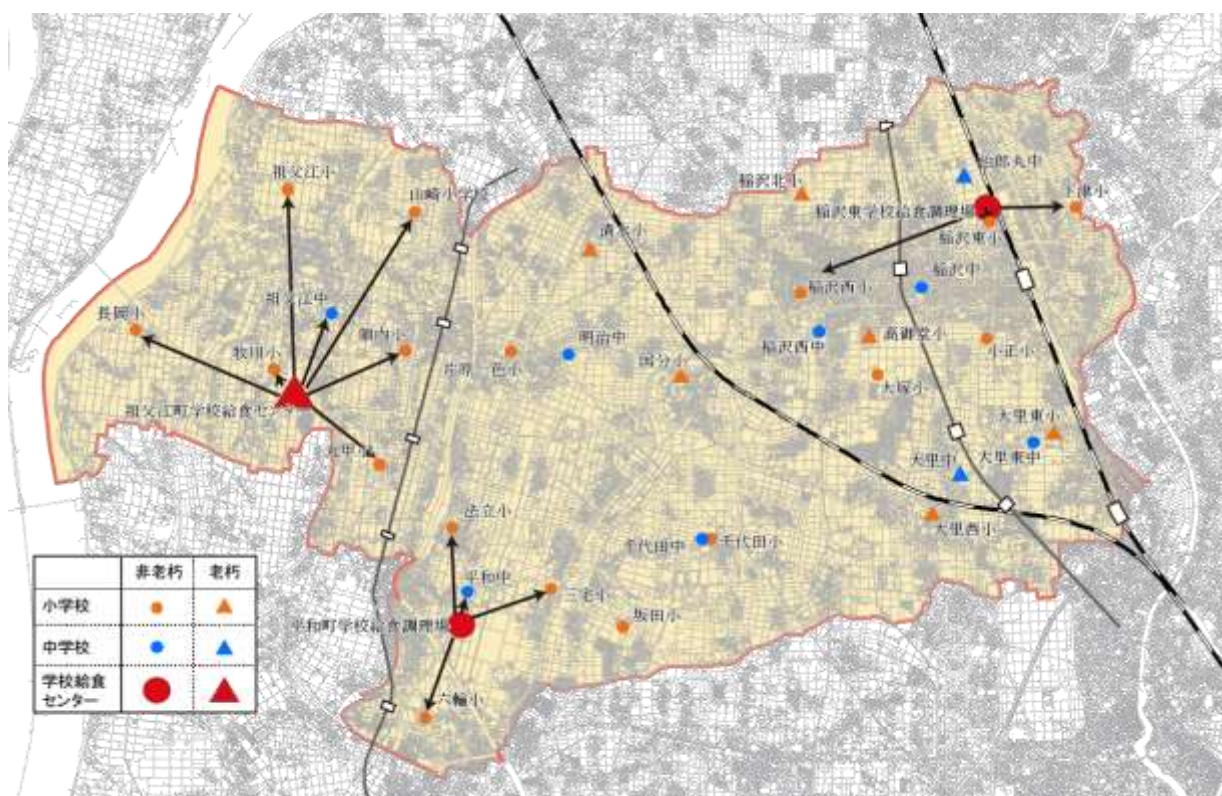 祖父江小
山崎小学校
稲沢北小
治郎丸中
下津小
稲沢東学校給食調理場
稲沢東小
清水小
稲沢中
稲沢西小
祖父江中
長岡小
領内小
牧川小
明治中
国分小
稲沢西中
高御堂小
小正小
大塚小
祖父江町学校給食センター
丸甲小
大里東小
大里中
大里東中
大里西小
法立小
千代田中
千代田小
平和中
三宅小
坂田小
平和町学校給食調理場
六輪小
非老朽
老朽
小学校
中学校
学校給食
センター